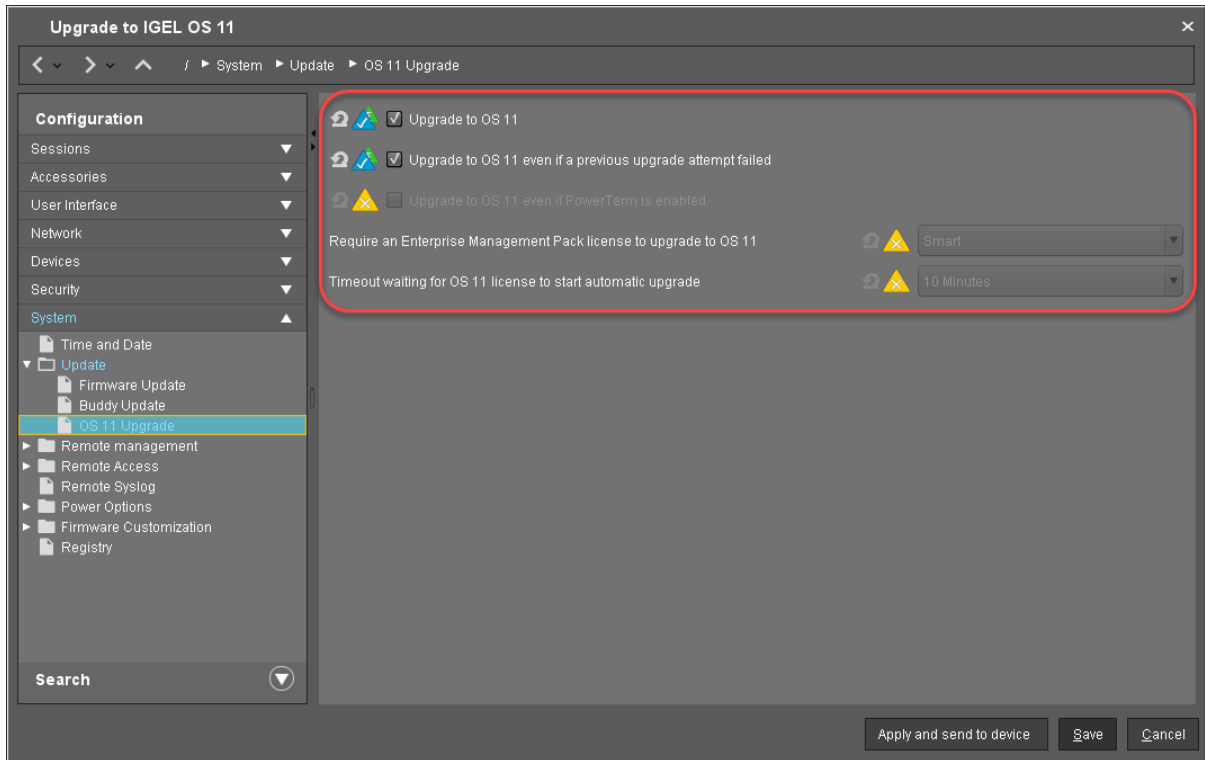 Upgrade to IGEL OS 11
/ System Update OS 11 Upgrade
Configuration
Sessions
Accessories
User Interface
Network
Devices
Security
System
Time and Date
Update
Firmware Update
Buddy Update
OS 11 Upgrade
Remote management
Remote Access
Remote Syslog
Power Options
Firmware Customization
Registry
Search
Upgrade to OS 11
Upgrade to OS 11 even if a previous upgrade attempt failed
Upgrade to OS 11 even if PowerTerm is enabled
Require an Enterprise Management Pack license to upgrade to OS 11 Smart
Timeout waiting for OS 11 license to start automatic upgrade 10 Minutes
Apply and send to device Save Cancel